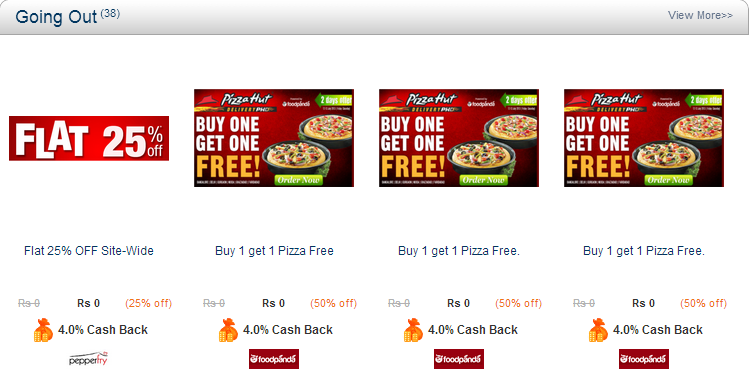 Going Out (38)
View More>>
FLAT 25% off
Pizza Hut
DELIVERY PHD
foodpanda
2 days offer
BUY ONE
GET ONE
FREE!
Order Now
Pizza Hut
DELIVERY PHD
foodpanda
2 days offer
BUY ONE
GET ONE
FREE!
Order Now
Pizza Hut
DELIVERY PHD
foodpanda
2 days offer
BUY ONE
GET ONE
FREE!
Order Now
Flat 25% OFF Site-Wide
Buy 1 get 1 Pizza Free
Buy 1 get 1 Pizza Free.
Buy 1 get 1 Pizza Free.
Rs 0 Rs 0 (25% off)
Rs 0 Rs 0 (50% off)
Rs 0 Rs 0 (50% off)
Rs 0 Rs 0 (50% off)
4.0% Cash Back
4.0% Cash Back
4.0% Cash Back
4.0% Cash Back
pepperfry
foodpanda
foodpanda
foodpanda